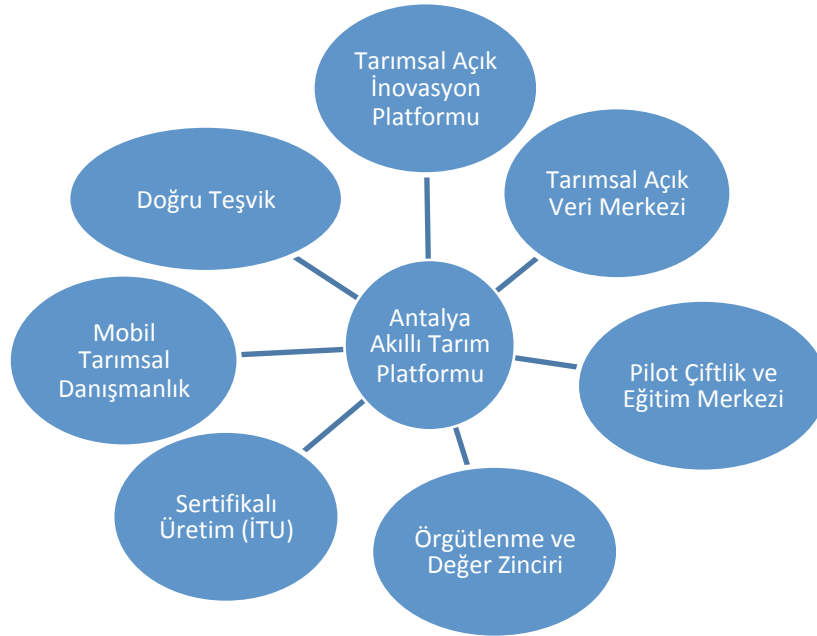 Tarımsal Açık
İnovasyon
Platformu
Tarımsal Açık
Veri Merkezi
Doğru Teşvik
Antalya
Akıllı Tarım
Platformu
Mobil
Tarımsal
Danışmanlık
Pilot Çiftlik ve
Eğitim Merkezi
Sertifikalı
Üretim (İTU)
Örgütlenme ve
Değer Zinciri